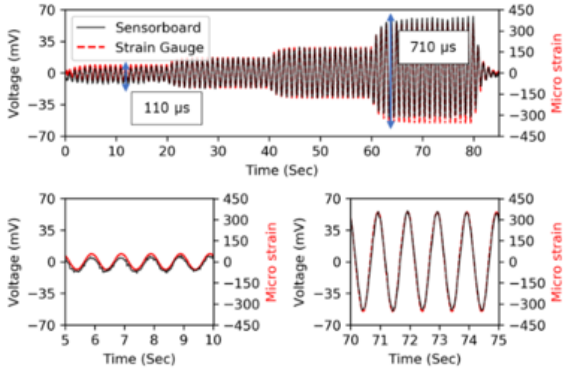 70
35
0
−35
−70
Voltage (mV)
Sensorboard
Strain Gauge
110 µs
710 µs
450
300
150
0
−150
−300
−450
Micro strain
0 10 20 30 40 50 60 70 80
Time (Sec)
70
35
0
−35
−70
Voltage (mV)
450
300
150
0
−150
−300
−450
Micro strain
5 6 7 8 9 10
Time (Sec)
70
35
0
−35
−70
Voltage (mV)
450
300
150
0
−150
−300
−450
Micro strain
70 71 72 73 74 75
Time (Sec)